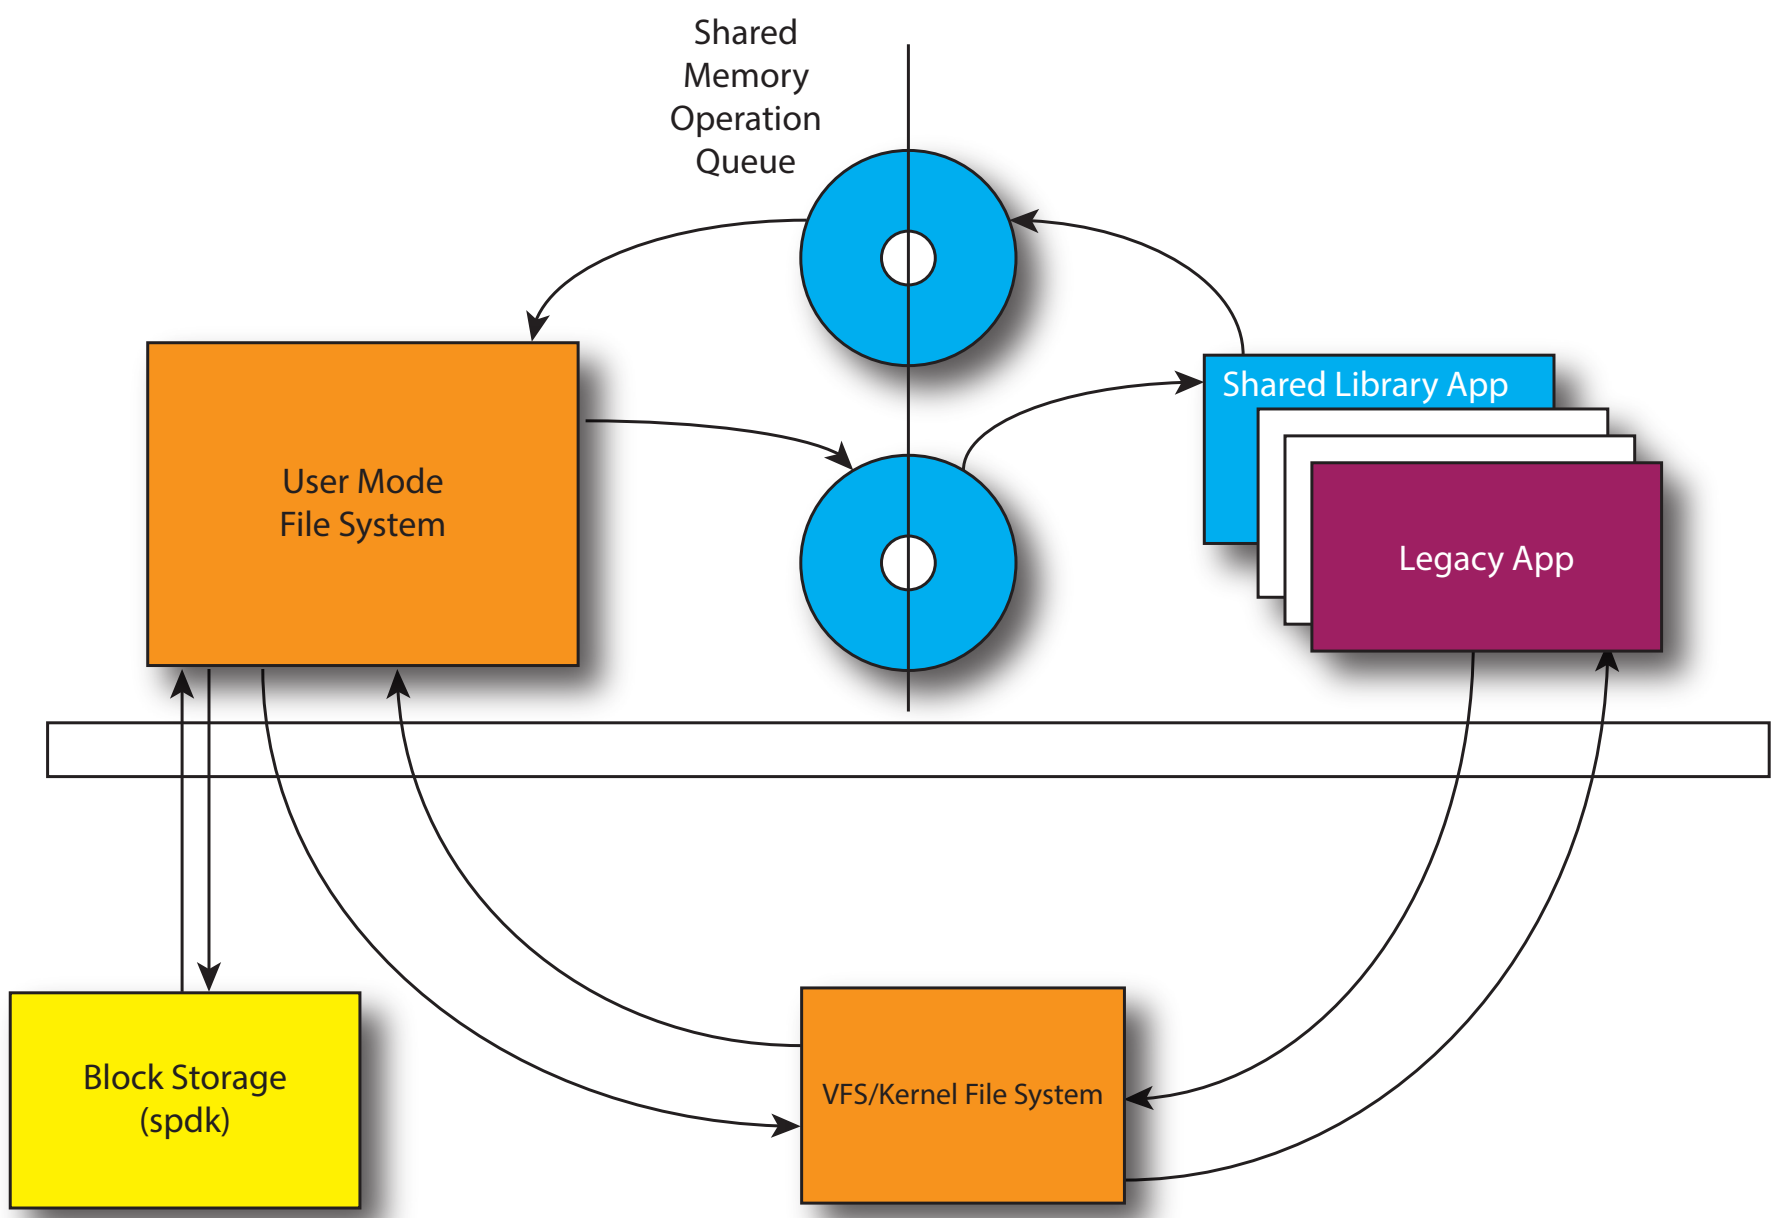 Shared
Memory
Operation
Queue
Shared Library App
User Mode
File System
Legacy App
Block Storage
(spdk)
VFS/Kernel File System